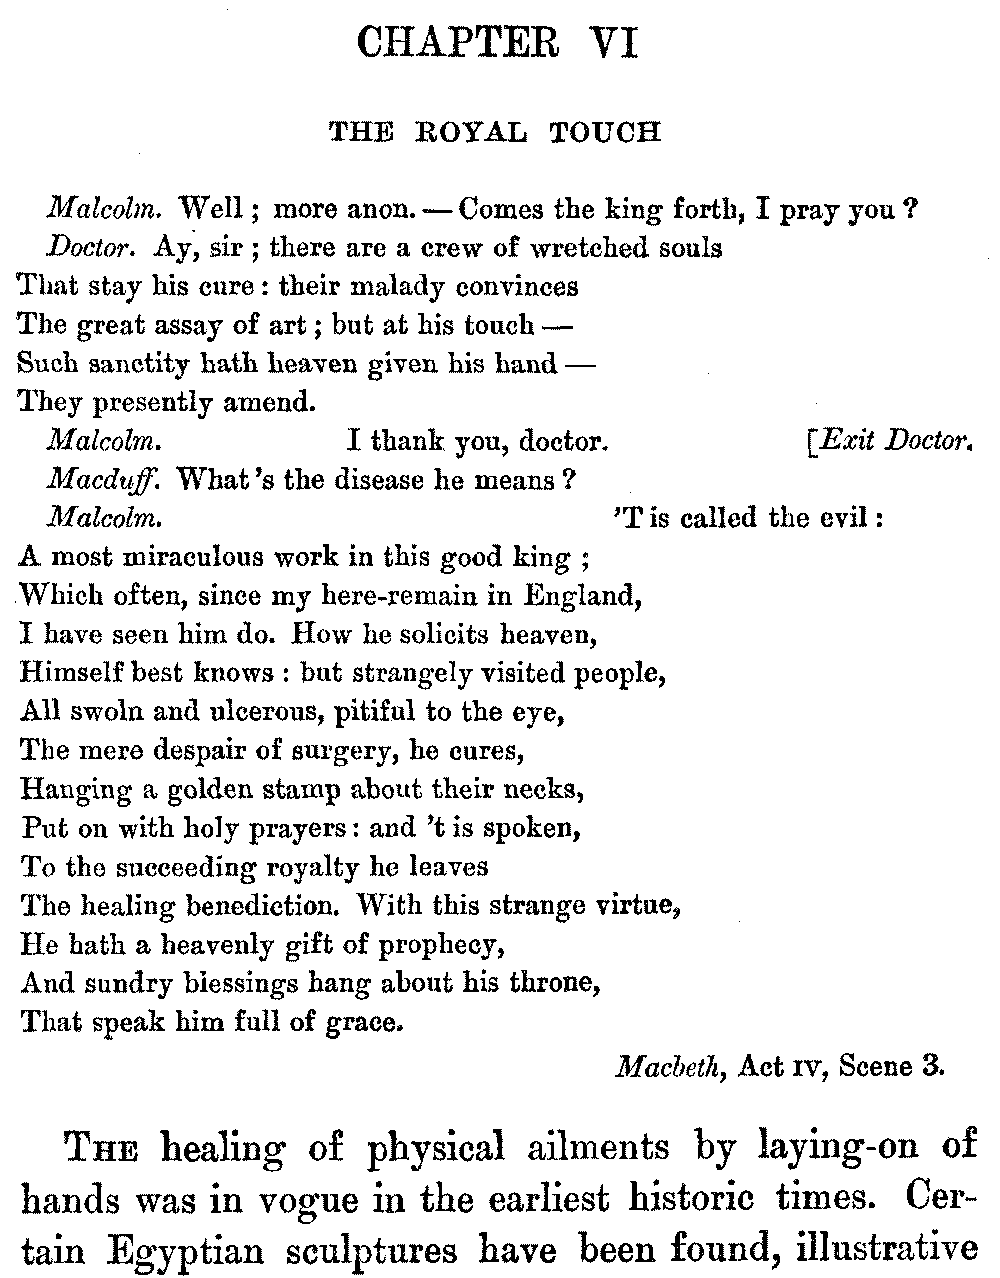 CHAPTER VI
THE ROYAL TOUCH
Malcolm. Well ; more anon. — Comes the king forth, I pray you ?
Doctor. Ay, sir ; there are a crew of wretched souls
That stay his cure : their malady convinces
The great assay of art ; but at his touch —
Such sanctity hath heaven given his hand —
They presently amend.
Malcolm. I thank you, doctor. [Exit Doctor.
Macduff. What 's the disease he means ?
Malcolm. 'T is called the evil :
A most miraculous work in this good king ;
Which often, since my here-remain in England,
I have seen him do. How he solicits heaven,
Himself best knows : but strangely visited people,
All swoln and ulcerous, pitiful to the eye,
The mere despair of surgery, he cures,
Hanging a golden stamp about their necks,
Put on with holy prayers : and 't is spoken,
To the succeeding royalty he leaves
The healing benediction. With this strange virtue,
He hath a heavenly gift of prophecy,
And sundry blessings hang about his throne,
That speak him full of grace.
Macbeth, Act IV, Scene 3.
THE healing of physical ailments by laying-on of
hands was in vogue in the earliest historic times. Cer-
tain Egyptian sculptures have been found, illustrative